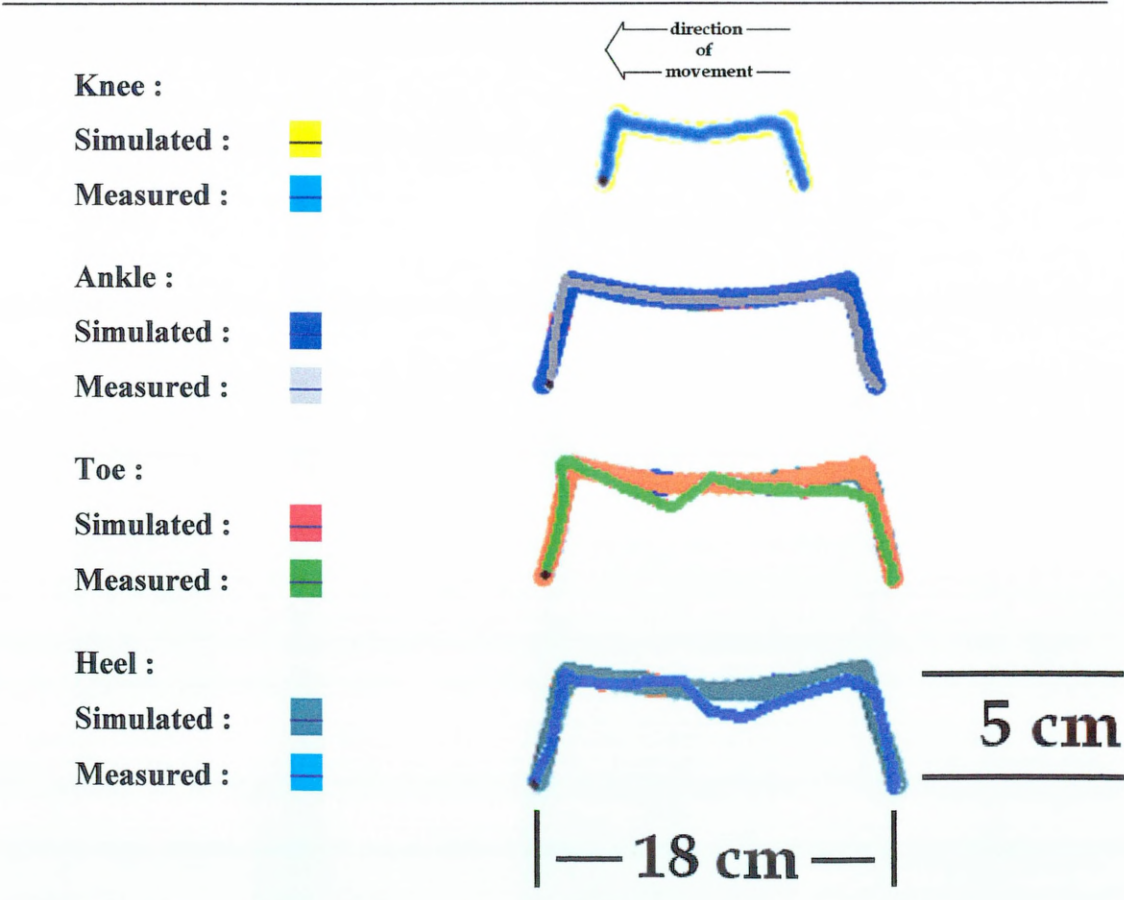 direction
of
movement
Knee :
Simulated :
Measured :
Ankle :
Simulated :
Measured :
Toe :
Simulated :
Measured :
Heel :
Simulated :
Measured :
5 cm
18 cm